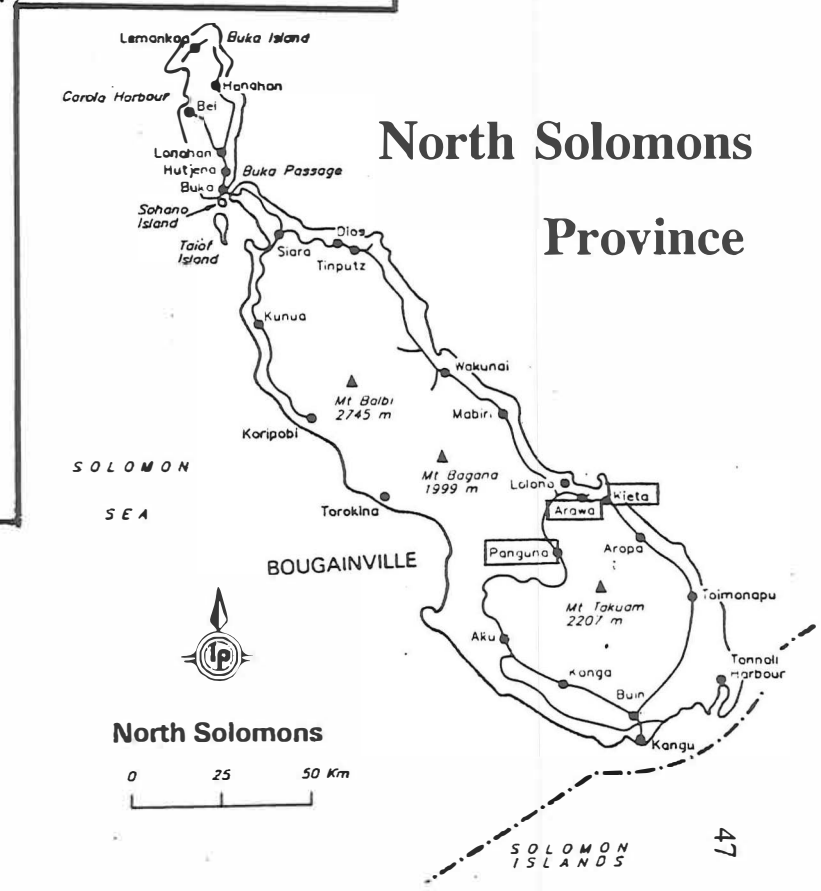 Lemankoa
Buka Island
Hanahan
Carola Harbour
Bei
North Solomons
Province
Lonahan
Hutjena
Buka Passage
Buka
Sohano
Island
Taiof
Island
Siara
Dios
Tinputz
Kunua
Wakunai
Mt Balbi
2745 m
Mabiri
Koripobi
SOLOMON
SEA
Mt Bagana
1999 m
Loloho
Kieta
Arawa
Torokina
Panguna
Aropa
BOUGAINVILLE
Mt Takuam
2207 m
Toimonapu
lp
Aku
Tonnoli
Harbour
Konga
Buin
Kangu
North Solomons
0 25 50 Km
SOLOMON
ISLANDS
47